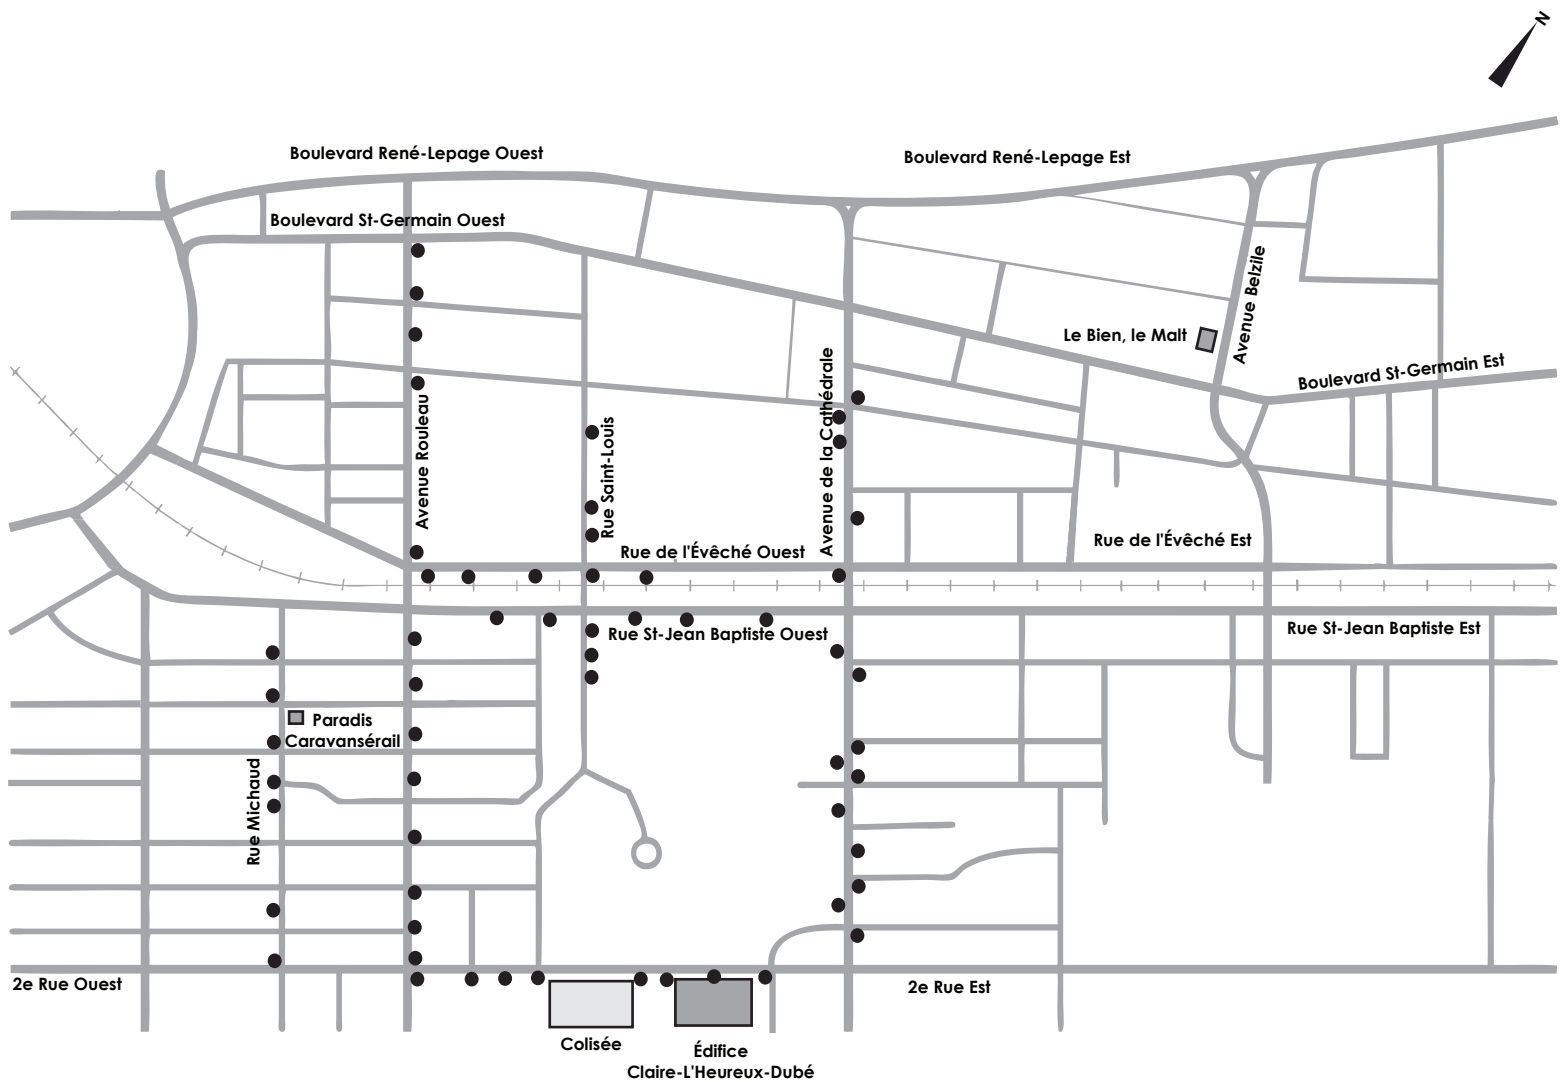 N
Boulevard René-Lepage Ouest
Boulevard René-Lepage Est
Boulevard St-Germain Ouest
Avenue Belzile
Le Bien, le Malt
Boulevard St-Germain Est
Avenue Rouleau
Rue Saint-Louis
Avenue de la Cathédrale
Rue de l'Évêché Ouest
Rue de l'Évêché Est
Rue St-Jean Baptiste Ouest
Rue St-Jean Baptiste Est
Paradis
Caravansérail
Rue Michaud
2e Rue Ouest
2e Rue Est
Colisée
Édifice
Claire-L'Heureux-Dubé